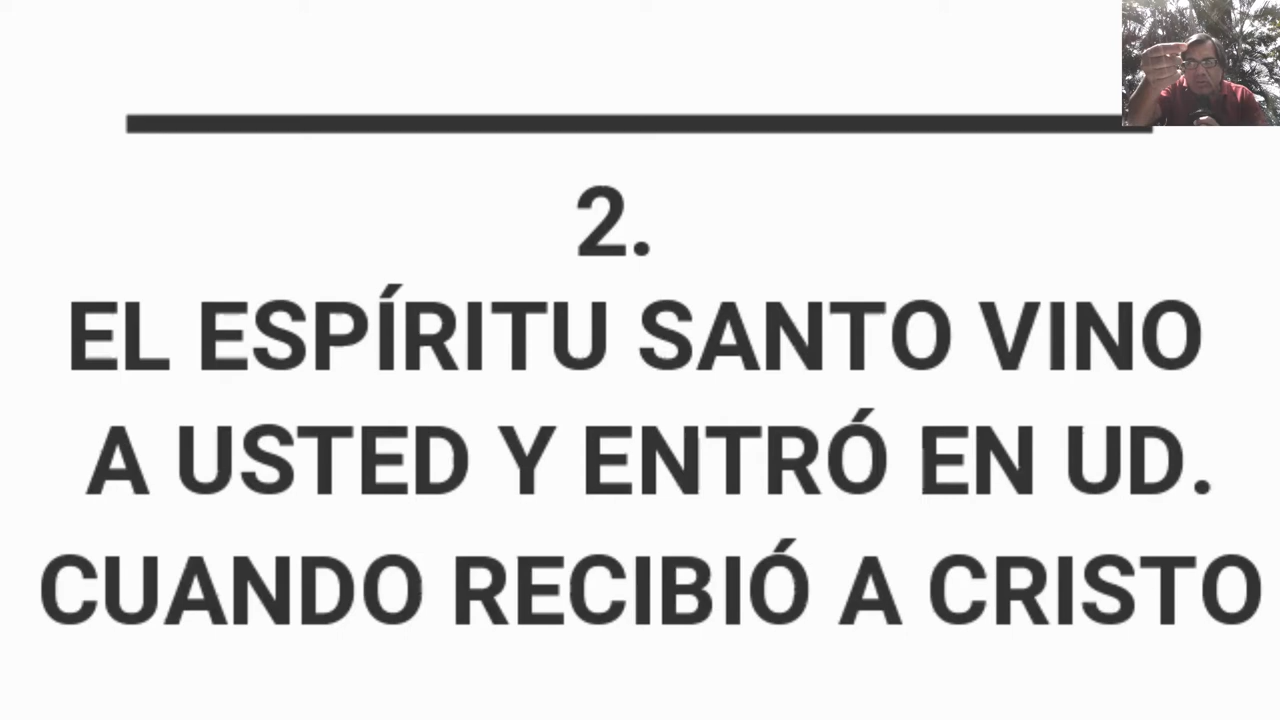 2.
EL ESPÍRITU SANTO VINO
A USTED Y ENTRÓ EN UD.
CUANDO RECIBIÓ A CRISTO